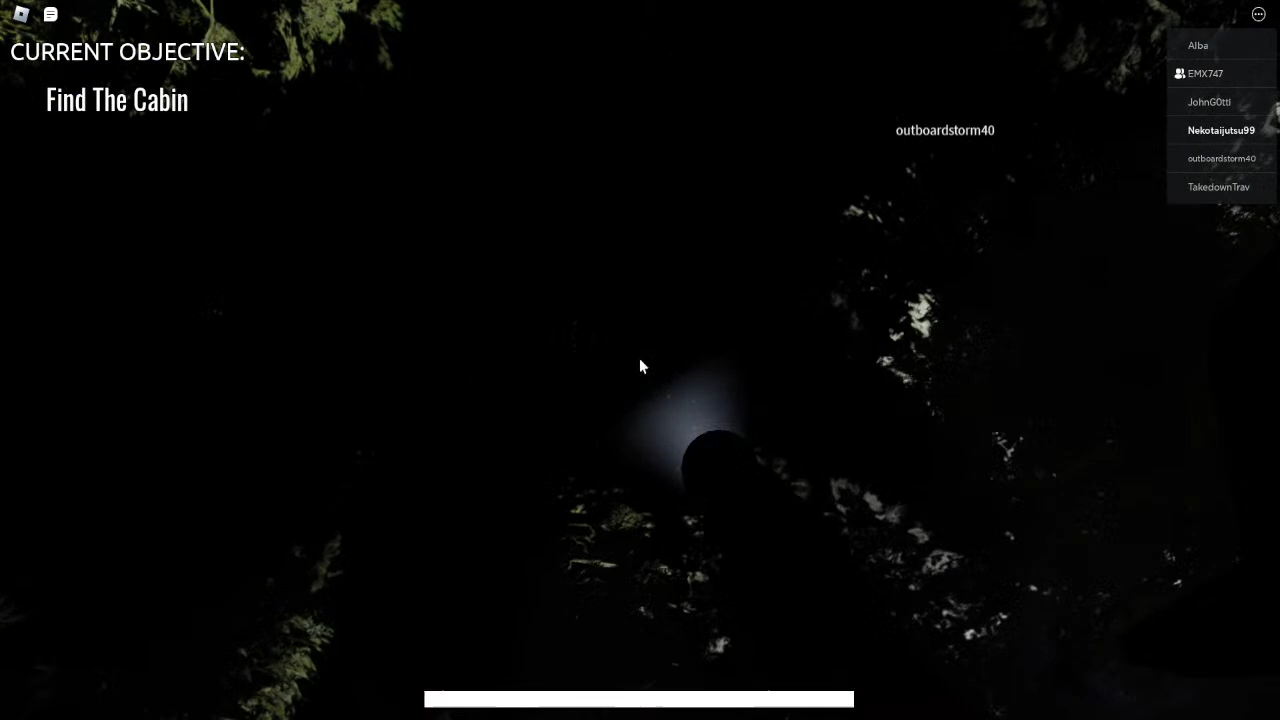 CURRENT OBJECTIVE:
Find The Cabin
outboardstorm40
Alba
EMX747
JohnG0tti
Nekotaijutsu99
outboardstorm40
TakedownTrav